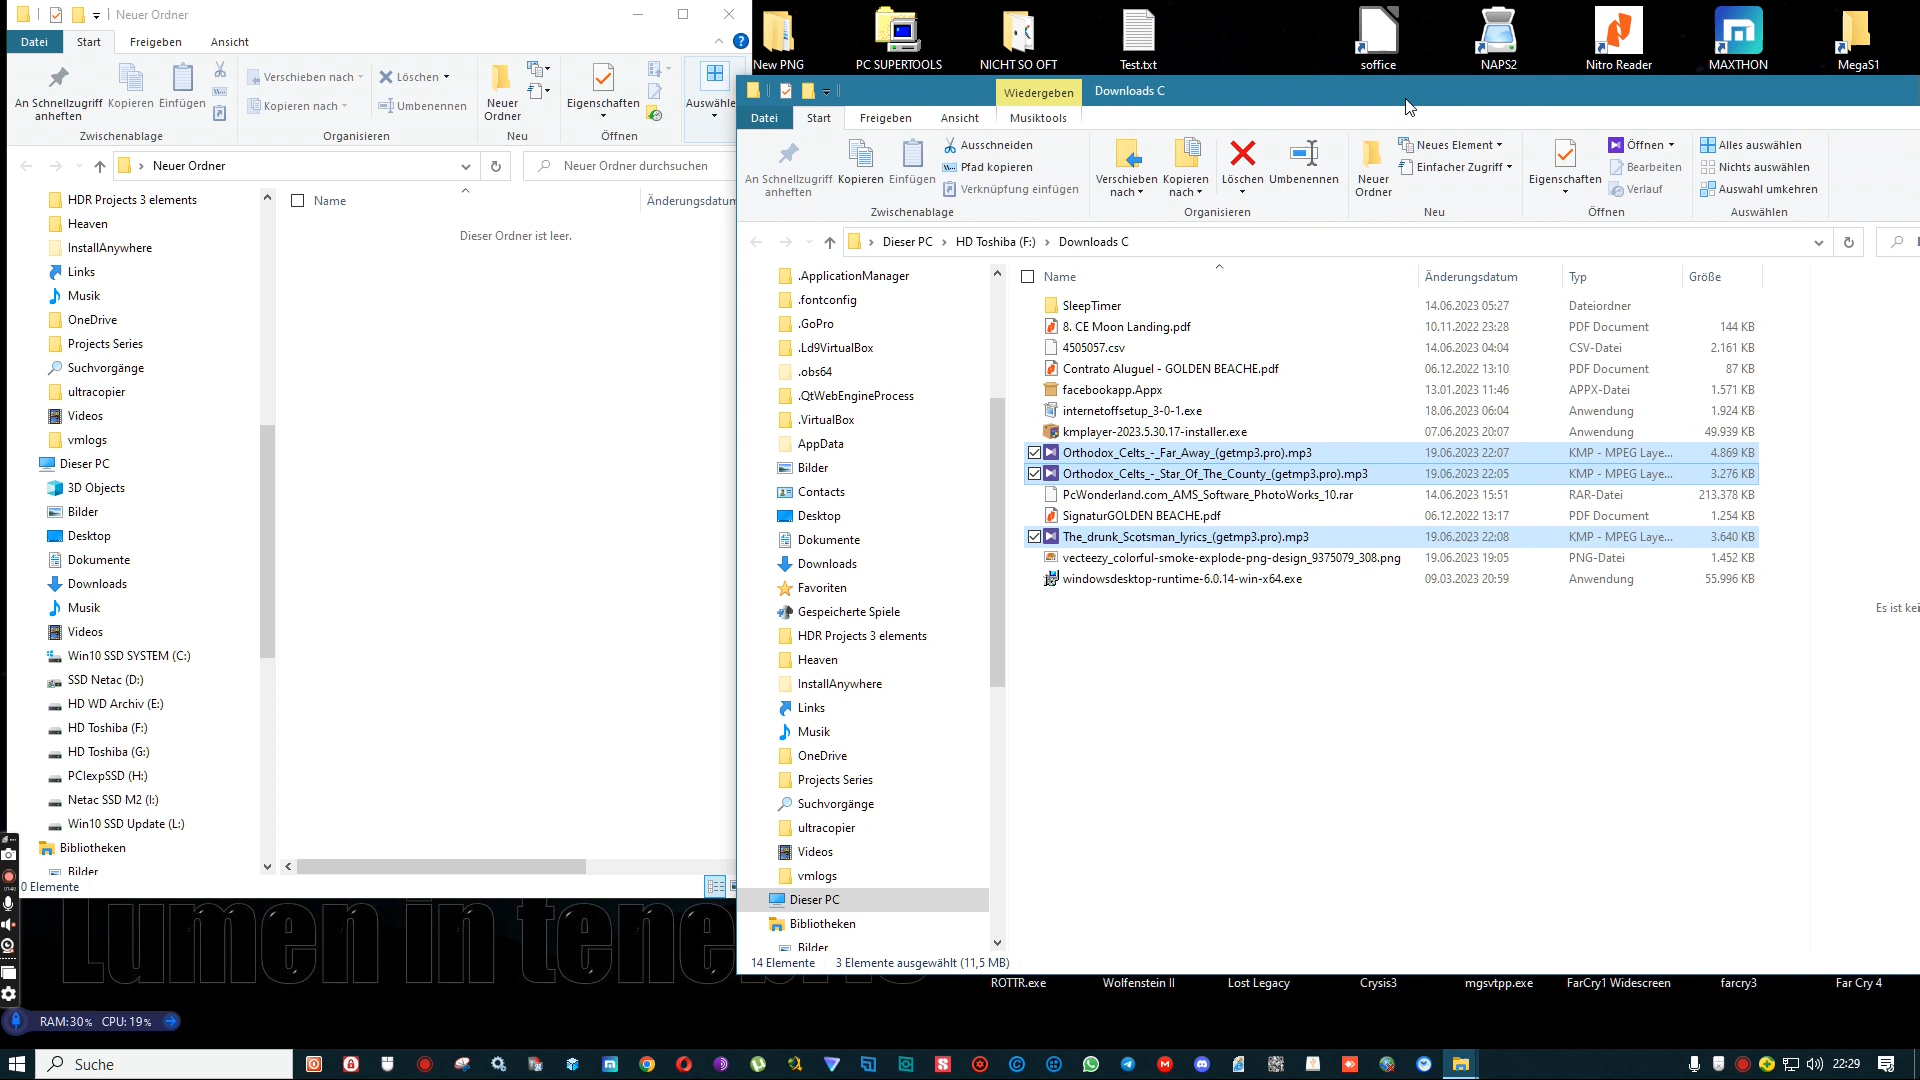 Neuer Ordner
Datei
Start
Freigeben
Ansicht
An Schnellzugriff anheften
Kopieren
Einfügen
Verschieben nach
Kopieren nach
Löschen
Umbenennen
Neuer Ordner
Eigenschaften
Auswähle
Zwischenablage
Organisieren
Neu
Öffnen
Neuer Ordner
Neuer Ordner durchsuchen
Name
Änderungsdatum
Dieser Ordner ist leer.
HDR Projects 3 elements
Heaven
InstallAnywhere
Links
Musik
OneDrive
Projects Series
Suchvorgänge
ultracopier
Videos
vmlogs
Dieser PC
3D Objects
Bilder
Desktop
Dokumente
Downloads
Musik
Videos
Win10 SSD SYSTEM (C:)
SSD Netac (D:)
HD WD Archiv (E:)
HD Toshiba (F:)
HD Toshiba (G:)
PCIexpSSD (H:)
Netac SSD M2 (I:)
Win10 SSD Update (L:)
Bibliotheken
Bilder
0 Elemente
New PNG
PC SUPERTOOLS
NICHT SO OFT
Test.txt
soffice
NAPS2
Nitro Reader
MAXTHON
MegaS1
Wiedergeben
Downloads C
Datei
Start
Freigeben
Ansicht
Musiktools
An Schnellzugriff anheften
Kopieren
Einfügen
Ausschneiden
Pfad kopieren
Verknüpfung einfügen
Verschieben nach
Kopieren nach
Löschen
Umbenennen
Neuer Ordner
Neues Element
Einfacher Zugriff
Eigenschaften
Öffnen
Bearbeiten
Verlauf
Alles auswählen
Nichts auswählen
Auswahl umkehren
Zwischenablage
Organisieren
Neu
Öffnen
Auswählen
Dieser PC
HD Toshiba (F:)
Downloads C
.ApplicationManager
.fontconfig
.GoPro
.Ld9VirtualBox
.obs64
.QtWebEngineProcess
.VirtualBox
AppData
Bilder
Contacts
Desktop
Dokumente
Downloads
Favoriten
Gespeicherte Spiele
HDR Projects 3 elements
Heaven
InstallAnywhere
Links
Musik
OneDrive
Projects Series
Suchvorgänge
ultracopier
Videos
vmlogs
Dieser PC
Bibliotheken
Bilder
Name Änderungsdatum Typ Größe
SleepTimer 14.06.2023 05:27 Dateiordner
8. CE Moon Landing.pdf 10.11.2022 23:28 PDF Document 144 KB
4505057.csv 14.06.2023 04:04 CSV-Datei 2.161 KB
Contrato Aluguel - GOLDEN BEACHE.pdf 06.12.2022 13:10 PDF Document 87 KB
facebookapp.Appx 13.01.2023 11:46 APPX-Datei 1.571 KB
internetoffsetup_3-0-1.exe 18.06.2023 06:04 Anwendung 1.924 KB
kmplayer-2023.5.30.17-installer.exe 07.06.2023 20:07 Anwendung 49.939 KB
Orthodox_Celts_-_Far_Away_(getmp3.pro).mp3 19.06.2023 22:07 KMP - MPEG Laye... 4.869 KB
Orthodox_Celts_-_Star_Of_The_County_(getmp3.pro).mp3 19.06.2023 22:05 KMP - MPEG Laye... 3.276 KB
PcWonderland.com_AMS_Software_PhotoWorks_10.rar 14.06.2023 15:51 RAR-Datei 213.378 KB
SignaturGOLDEN BEACHE.pdf 06.12.2022 13:17 PDF Document 1.254 KB
The_drunk_Scotsman_lyrics_(getmp3.pro).mp3 19.06.2023 22:08 KMP - MPEG Laye... 3.640 KB
vecteezy_colorful-smoke-explode-png-design_9375079_308.png 19.06.2023 19:05 PNG-Datei 1.452 KB
windowsdesktop-runtime-6.0.14-win-x64.exe 09.03.2023 20:59 Anwendung 55.996 KB
Es ist kei
14 Elemente 3 Elemente ausgewählt (11,5 MB)
Lumen in teneb
ROTTR.exe
Wolfenstein II
Lost Legacy
Crysis3
mgsvtpp.exe
FarCry1 Widescreen
farcry3
Far Cry 4
RAM:30% CPU: 19%
Suche
22:29